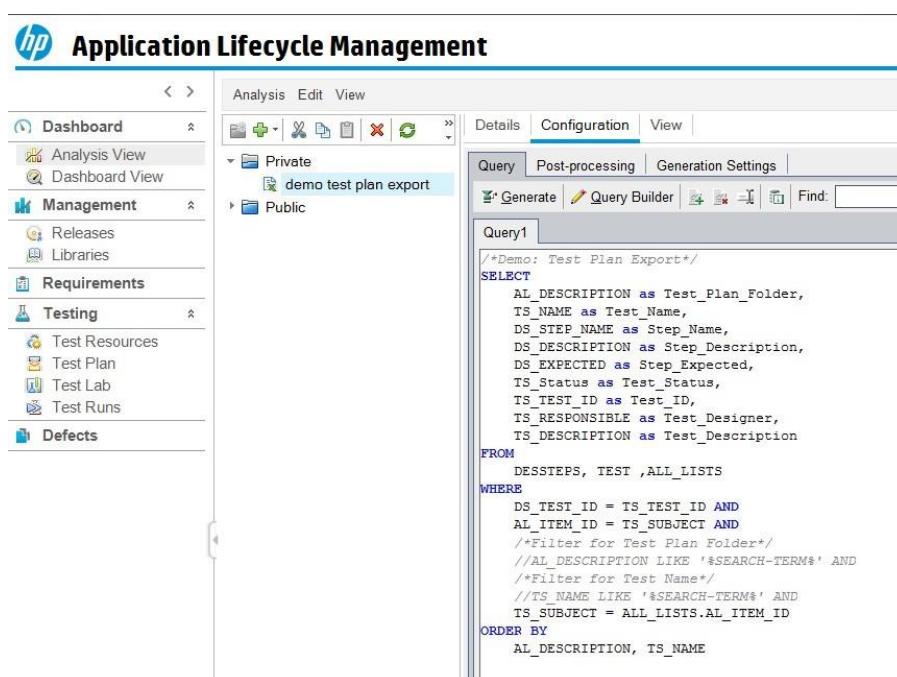 hp Application Lifecycle Management
< >
Dashboard
Analysis View
Dashboard View
Management
Releases
Libraries
Requirements
Testing
Test Resources
Test Plan
Test Lab
Test Runs
Defects
Analysis Edit View
Private
demo test plan export
Public
Details Configuration View
Query Post-processing Generation Settings
Generate Query Builder Find:
Query1
/*Demo: Test Plan Export*/
SELECT
AL_DESCRIPTION as Test_Plan_Folder,
TS_NAME as Test_Name,
DS_STEP_NAME as Step_Name,
DS_DESCRIPTION as Step_Description,
DS_EXPECTED as Step_Expected,
TS_Status as Test_Status,
TS_TEST_ID as Test_ID,
TS_RESPONSIBLE as Test_Designer,
TS_DESCRIPTION as Test_Description
FROM
DESSTEPS, TEST ,ALL_LISTS
WHERE
DS_TEST_ID = TS_TEST_ID AND
AL_ITEM_ID = TS_SUBJECT AND
/*Filter for Test Plan Folder*/
//AL_DESCRIPTION LIKE '%SEARCH-TERM%' AND
/*Filter for Test Name*/
//TS_NAME LIKE '%SEARCH-TERM%' AND
TS_SUBJECT = ALL_LISTS.AL_ITEM_ID
ORDER BY
AL_DESCRIPTION, TS_NAME